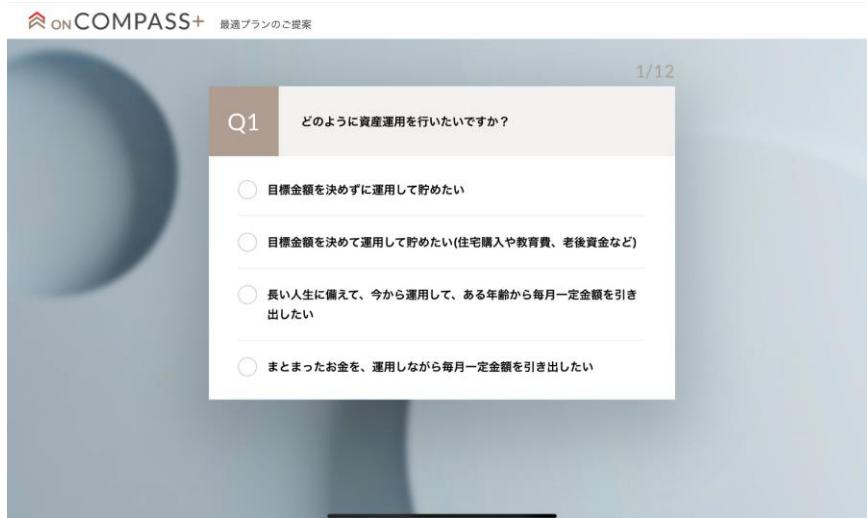 ON COMPASS+ 最適プランのご提案
1/12
Q1 どのように資産運用を行いたいですか？
目標金額を決めずに運用して貯めたい
目標金額を決めて運用して貯めたい(住宅購入や教育費、老後資金など)
長い人生に備えて、今から運用して、ある年齢から毎月一定金額を引き
出したい
まとまったお金を、運用しながら毎月一定金額を引き出したい